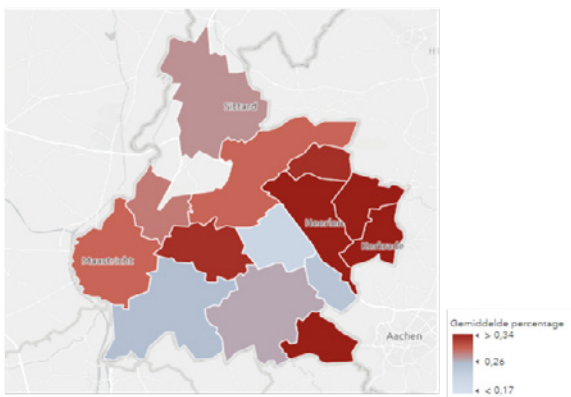 Sittard
Heerlen
Kerkrade
Maastricht
Aachen
Gemiddelde percentage
> 0,34
0,26
< 0,17